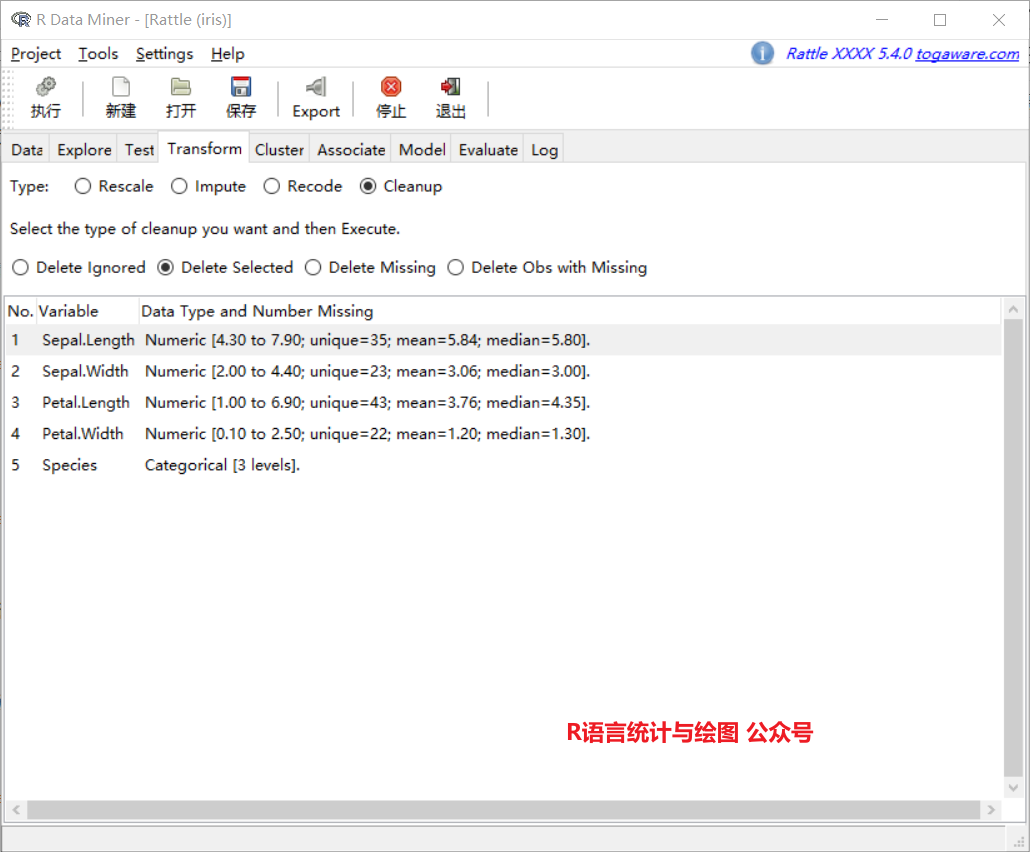 R Data Miner - [Rattle (iris)]
Project Tools Settings Help Rattle XXXX 5.4.0 togaware.com
执行 新建 打开 保存 Export 停止 退出
Data Explore Test Transform Cluster Associate Model Evaluate Log
Type: Rescale Impute Recode Cleanup
Select the type of cleanup you want and then Execute.
Delete Ignored Delete Selected Delete Missing Delete Obs with Missing
No. Variable Data Type and Number Missing
1 Sepal.Length Numeric [4.30 to 7.90; unique=35; mean=5.84; median=5.80].
2 Sepal.Width Numeric [2.00 to 4.40; unique=23; mean=3.06; median=3.00].
3 Petal.Length Numeric [1.00 to 6.90; unique=43; mean=3.76; median=4.35].
4 Petal.Width Numeric [0.10 to 2.50; unique=22; mean=1.20; median=1.30].
5 Species Categorical [3 levels].
R语言统计与绘图 公众号